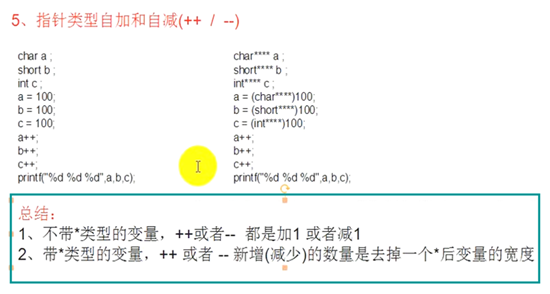 5、指针类型自加和自减(++ / --)
char a ;
short b ;
int c ;
a = 100;
b = 100;
c = 100;
a++;
b++;
c++;
printf("%d %d %d",a,b,c);
char**** a ;
short**** b ;
int**** c ;
a = (char****)100;
b = (short****)100;
c = (int****)100;
a++;
b++;
c++;
printf("%d %d %d",a,b,c);
总结:
1、不带*类型的变量，++或者-- 都是加1 或者减1
2、带*类型的变量，++ 或者 -- 新增(减少)的数量是去掉一个*后变量的宽度